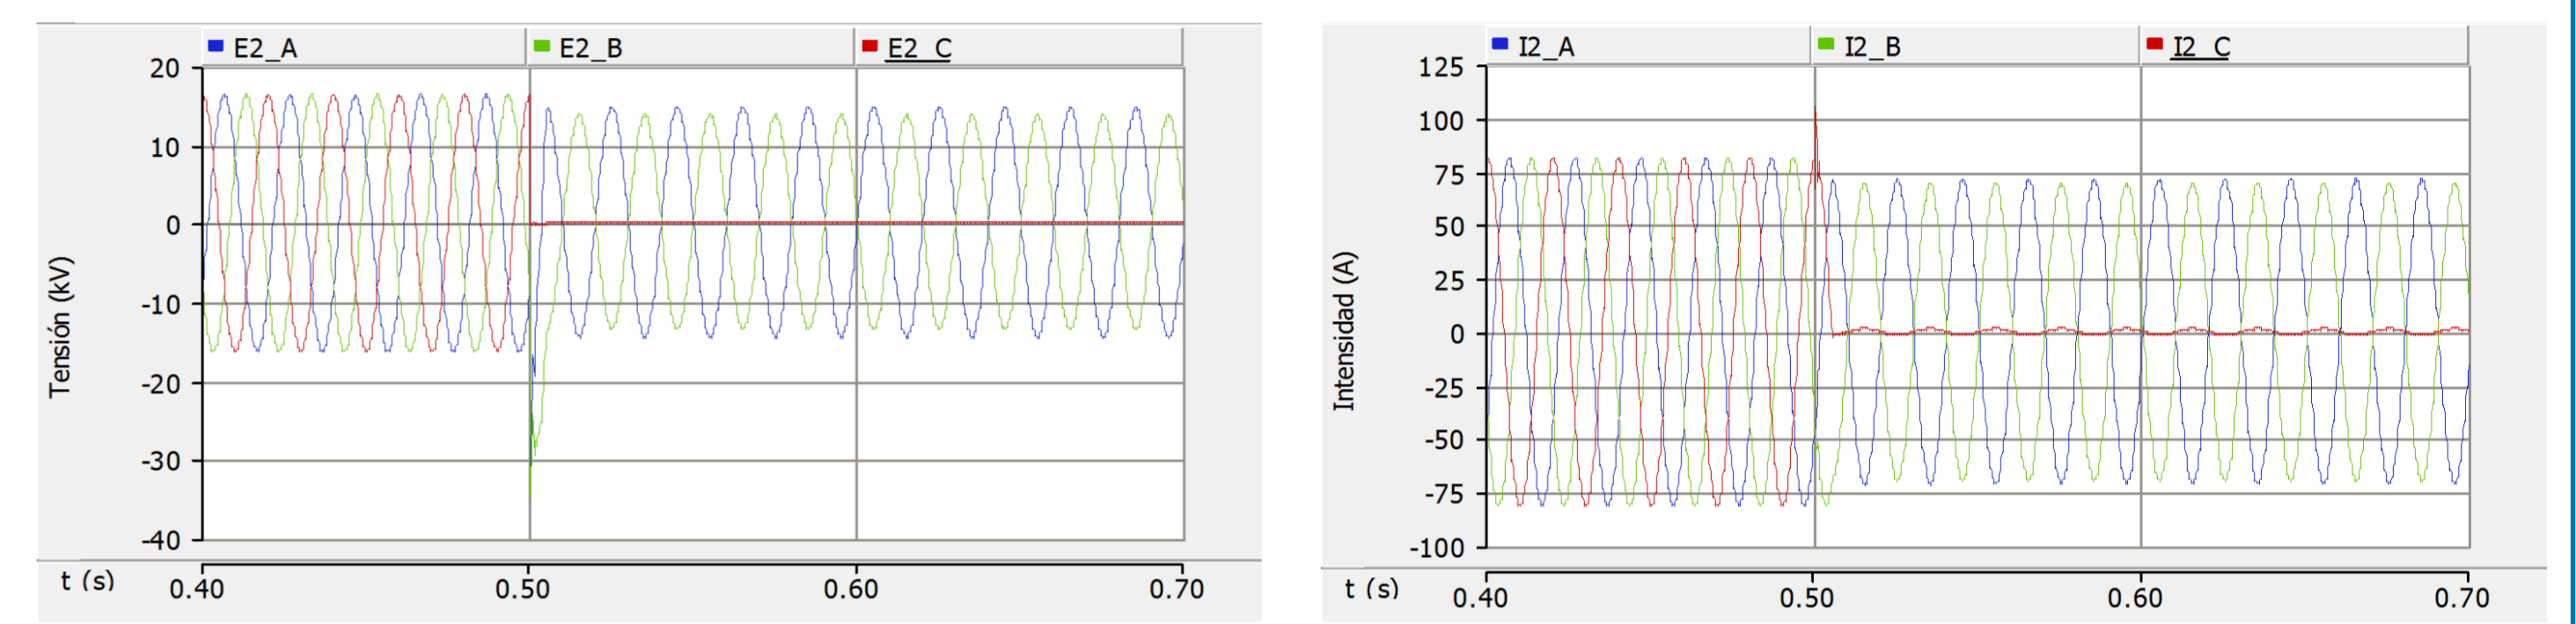 E2_A E2_B E2_C
20
10
0
-10
-20
-30
-40
Tensión (kV)
t (s) 0.40 0.50 0.60 0.70
I2_A I2_B I2_C
125
100
75
50
25
0
-25
-50
-75
-100
Intensidad (A)
t (s) 0.40 0.50 0.60 0.70